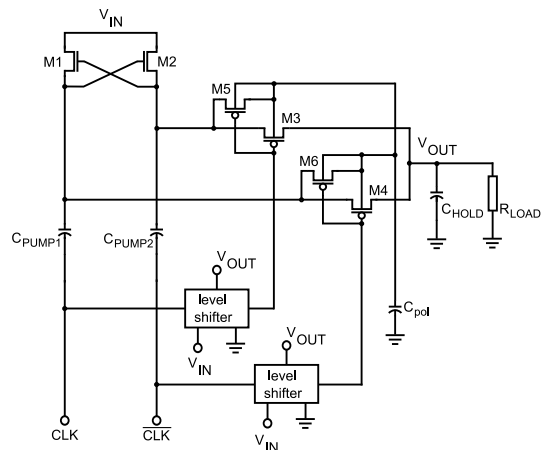 VIN
M1
M2
M5
M3
M6
M4
VOUT
CPUMP1
CPUMP2
CHOLD
RLOAD
VOUT
level
shifter
VIN
Cpol
VOUT
level
shifter
VIN
CLK
CLK